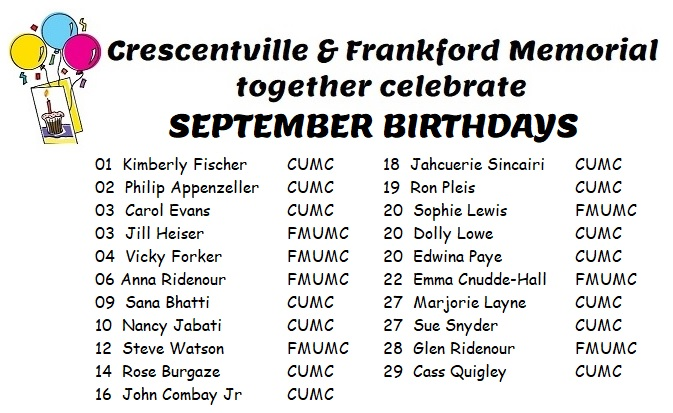 Crescentville & Frankford Memorial
together celebrate
SEPTEMBER BIRTHDAYS
01 Kimberly Fischer CUMC
02 Philip Appenzeller CUMC
03 Carol Evans CUMC
03 Jill Heiser FMUMC
04 Vicky Forker FMUMC
06 Anna Ridenour FMUMC
09 Sana Bhatti CUMC
10 Nancy Jabati CUMC
12 Steve Watson FMUMC
14 Rose Burgaze CUMC
16 John Combay Jr CUMC
18 Jahcuerie Sincairi CUMC
19 Ron Pleis CUMC
20 Sophie Lewis FMUMC
20 Dolly Lowe CUMC
20 Edwina Paye CUMC
22 Emma Cnudde-Hall FMUMC
27 Marjorie Layne CUMC
27 Sue Snyder CUMC
28 Glen Ridenour FMUMC
29 Cass Quigley CUMC